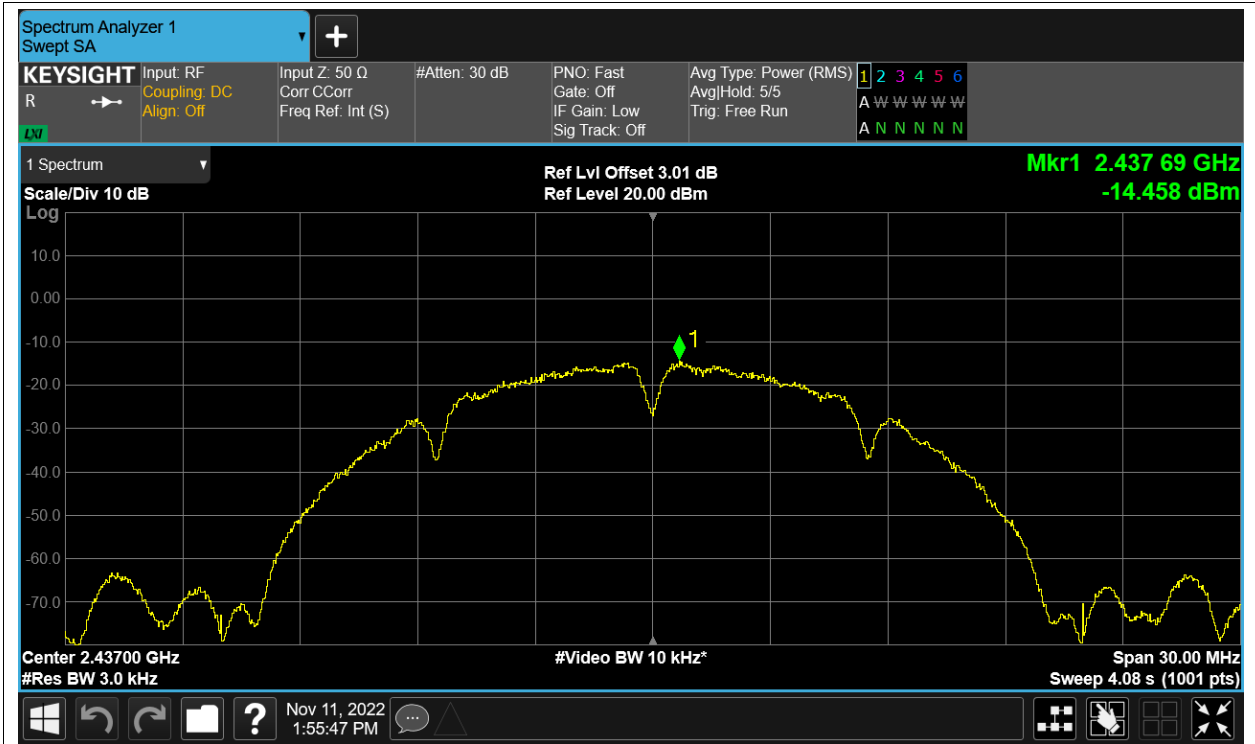 Spectrum Analyzer 1
Swept SA
+
KEYSIGHT
R
LXI
Input: RF
Coupling: DC
Align: Off
Input Z: 50 Ω
Corr CCorr
Freq Ref: Int (S)
#Atten: 30 dB
PNO: Fast
Gate: Off
IF Gain: Low
Sig Track: Off
Avg Type: Power (RMS)
Avg|Hold: 5/5
Trig: Free Run
1 2 3 4 5 6
A W W W W W
A N N N N N
1 Spectrum
Scale/Div 10 dB
Log
Ref Lvl Offset 3.01 dB
Ref Level 20.00 dBm
Mkr1 2.437 69 GHz
-14.458 dBm
10.0
0.00
-10.0
-20.0
-30.0
-40.0
-50.0
-60.0
-70.0
1
Center 2.43700 GHz
#Res BW 3.0 kHz
#Video BW 10 kHz*
Span 30.00 MHz
Sweep 4.08 s (1001 pts)
?
Nov 11, 2022
1:55:47 PM